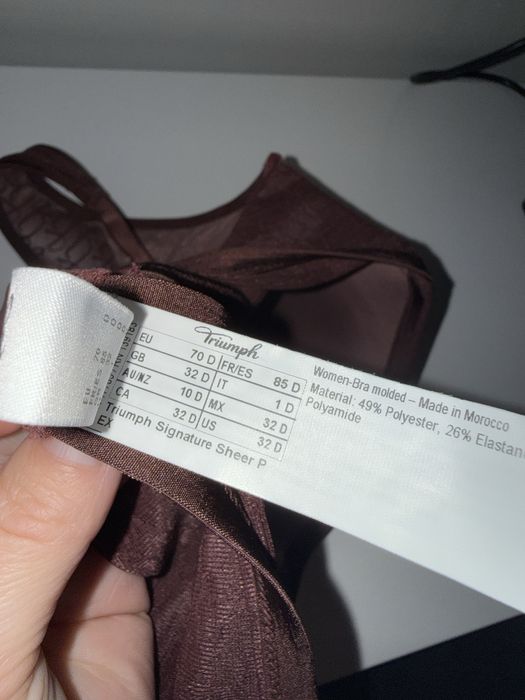 Triumph
EU 70 D FR/ES 85 D
GB 32 D IT 1 D
AU/NZ 10 D MX 32 D
CA 32 D US 32 D
Triumph Signature Sheer P
EX
Women-Bra molded – Made in Morocco
Material: 49% Polyester, 26% Elastan
Polyamide